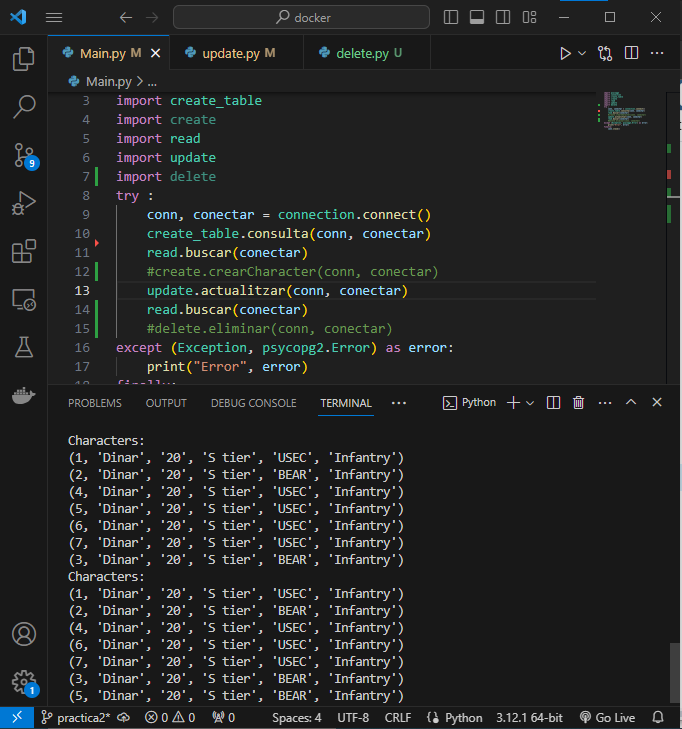 docker
Main.py M
update.py M
delete.py U
Main.py > ...
3 import create_table
4 import create
5 import read
6 import update
7 import delete
8 try :
9 conn, conectar = connection.connect()
10 create_table.consulta(conn, conectar)
11 read.buscar(conectar)
12 #create.crearCharacter(conn, conectar)
13 update.actualitzar(conn, conectar)
14 read.buscar(conectar)
15 #delete.eliminar(conn, conectar)
16 except (Exception, psycopg2.Error) as error:
17 print("Error", error)
18 finally:
PROBLEMS OUTPUT DEBUG CONSOLE TERMINAL ... Python
Characters:
(1, 'Dinar', '20', 'S tier', 'USEC', 'Infantry')
(2, 'Dinar', '20', 'S tier', 'BEAR', 'Infantry')
(4, 'Dinar', '20', 'S tier', 'USEC', 'Infantry')
(5, 'Dinar', '20', 'S tier', 'USEC', 'Infantry')
(6, 'Dinar', '20', 'S tier', 'USEC', 'Infantry')
(7, 'Dinar', '20', 'S tier', 'USEC', 'Infantry')
(3, 'Dinar', '20', 'S tier', 'BEAR', 'Infantry')
Characters:
(1, 'Dinar', '20', 'S tier', 'USEC', 'Infantry')
(2, 'Dinar', '20', 'S tier', 'BEAR', 'Infantry')
(4, 'Dinar', '20', 'S tier', 'USEC', 'Infantry')
(6, 'Dinar', '20', 'S tier', 'USEC', 'Infantry')
(7, 'Dinar', '20', 'S tier', 'USEC', 'Infantry')
(3, 'Dinar', '20', 'S tier', 'BEAR', 'Infantry')
(5, 'Dinar', '20', 'S tier', 'BEAR', 'Infantry')
9
1
practica2* 0 0 0 Spaces: 4 UTF-8 CRLF Python 3.12.1 64-bit Go Live